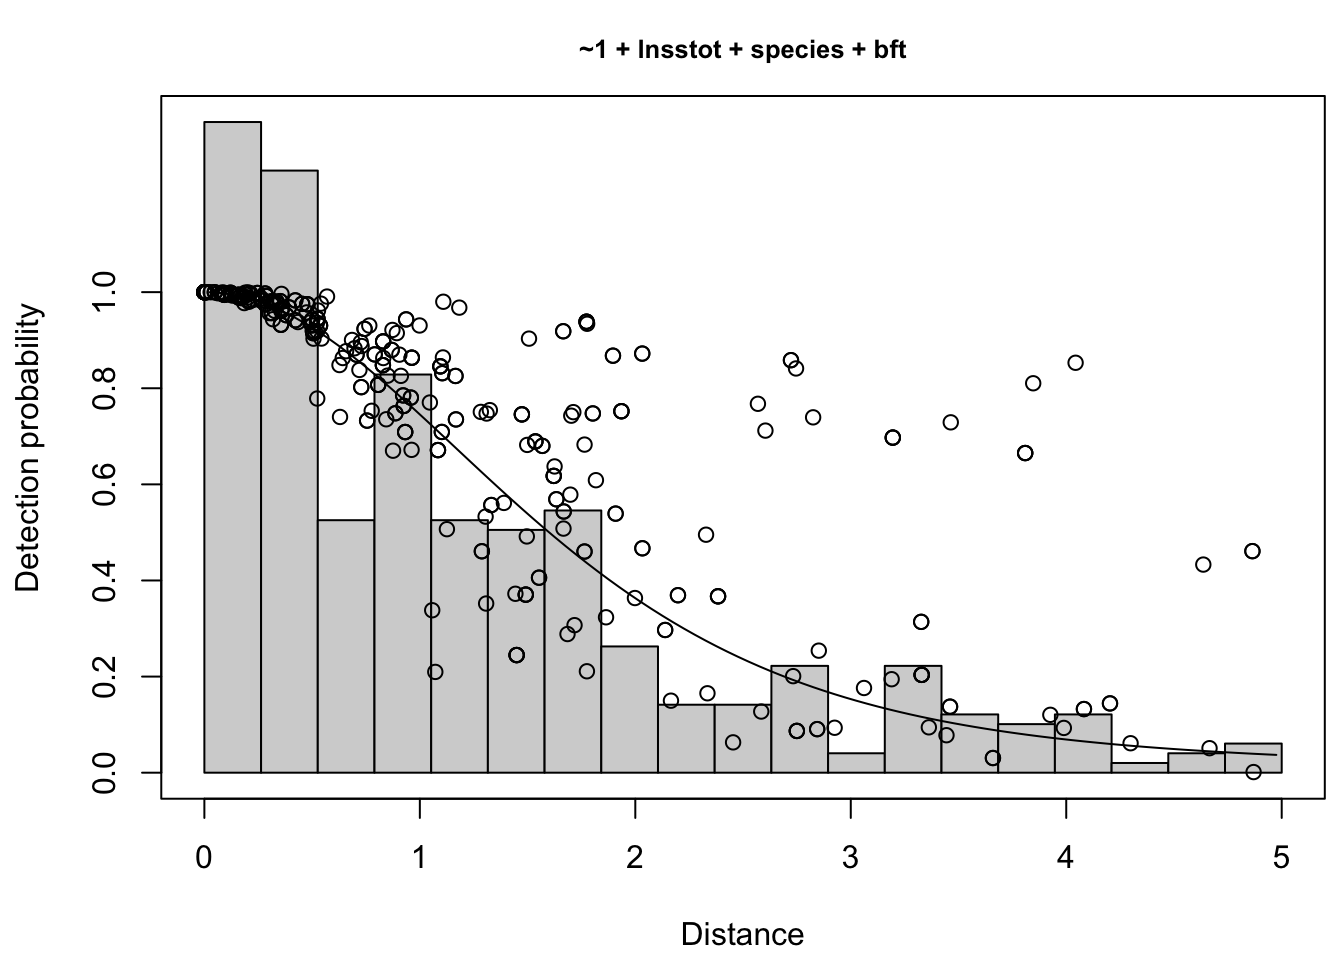 ~1 + lnsstot + species + bft
Detection probability
1.0
0.8
0.6
0.4
0.2
0.0
0 1 2 3 4 5
Distance